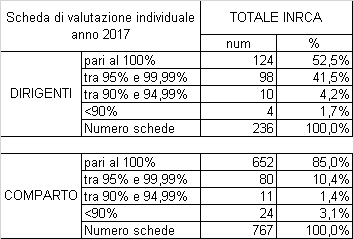 Scheda di valutazione individuale anno 2017 TOTALE INRCA
num %
DIRIGENTI
pari al 100% 124 52,5%
tra 95% e 99,99% 98 41,5%
tra 90% e 94,99% 10 4,2%
<90% 4 1,7%
Numero schede 236 100,0%
COMPARTO
pari al 100% 652 85,0%
tra 95% e 99,99% 80 10,4%
tra 90% e 94,99% 11 1,4%
<90% 24 3,1%
Numero schede 767 100,0%